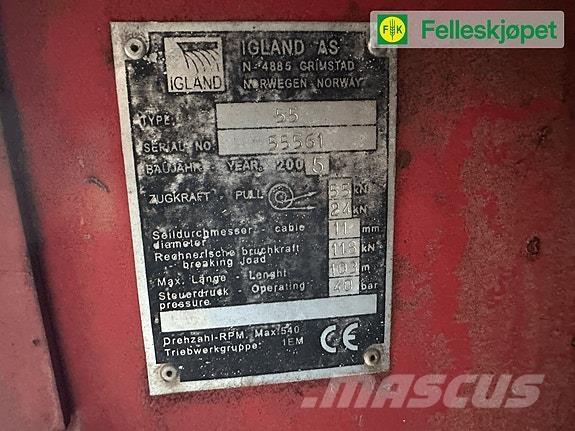 FK Felleskjøpet
IGLAND
IGLAND AS
N-4885 GRIMSTAD
NORWEGEN-NORWAY
TYPE: 55
SERIAL NO. 55561
BAUJAHR: YEAR. 2005
ZUGKRAFT PULL 55 kN
24 kN
Seildurchmesser - cable 11 mm
diameter
Rechnerische bruchkraft 118 kN
breaking load
Max. Länge - Lenght 103 m
Steuerdruck - Operating 40 bar
pressure
Drehzahl-RPM. Max.540
Triebwerkgruppe: 1EM CE
MASCUS